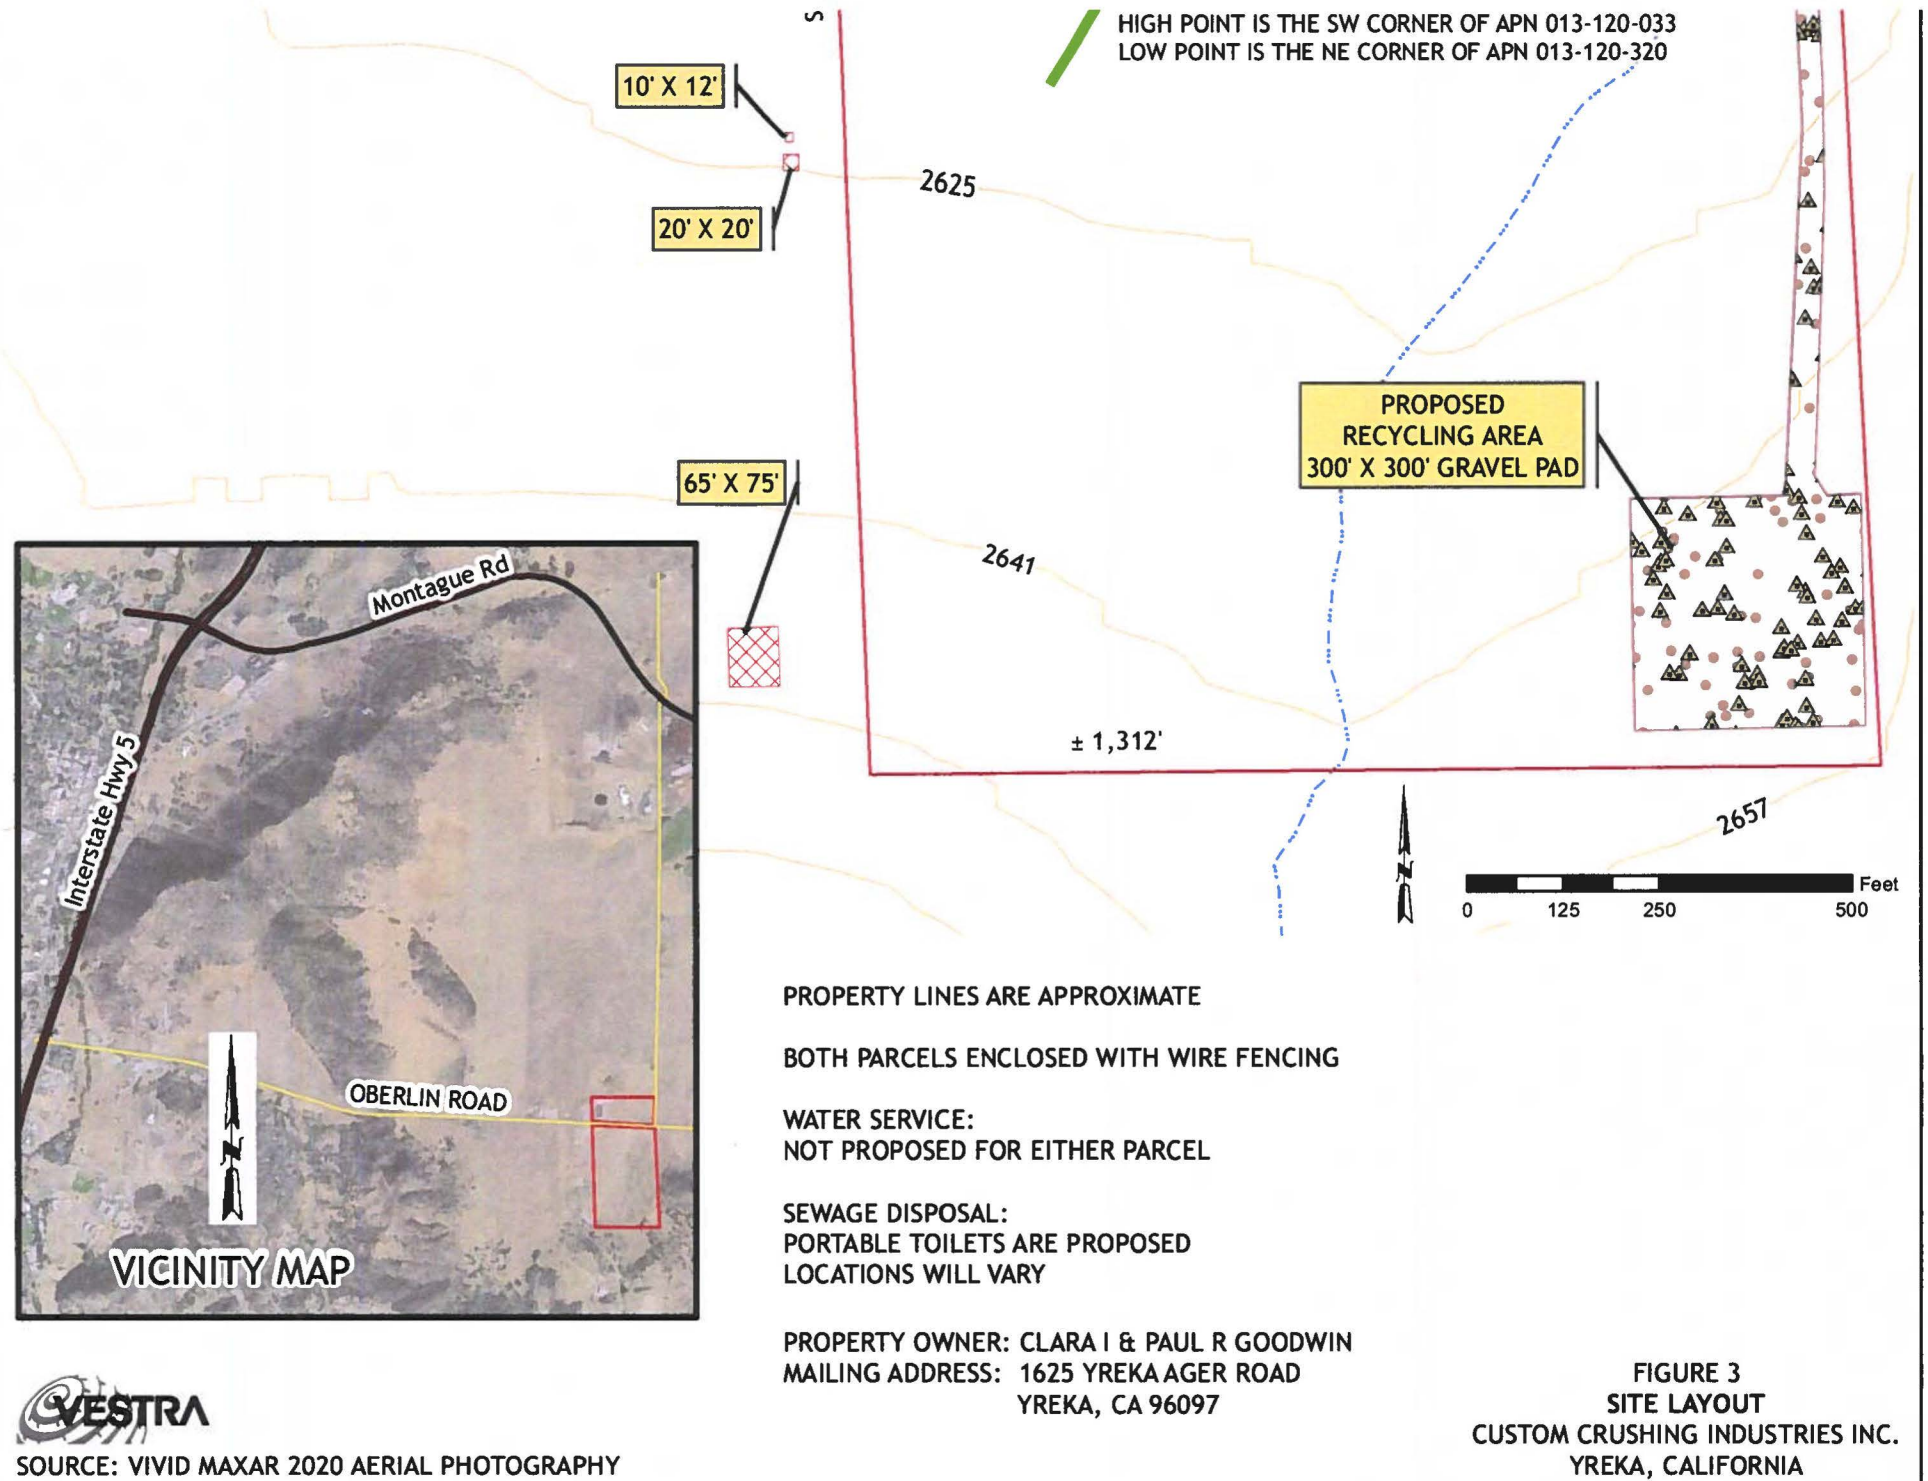 S
HIGH POINT IS THE SW CORNER OF APN 013-120-033
LOW POINT IS THE NE CORNER OF APN 013-120-320
10' X 12'
20' X 20'
2625
PROPOSED
RECYCLING AREA
300' X 300' GRAVEL PAD
65' X 75'
2641
± 1,312'
2657
N
Feet
0 125 250 500
Montague Rd
Interstate Hwy 5
OBERLIN ROAD
N
VICINITY MAP
PROPERTY LINES ARE APPROXIMATE
BOTH PARCELS ENCLOSED WITH WIRE FENCING
WATER SERVICE:
NOT PROPOSED FOR EITHER PARCEL
SEWAGE DISPOSAL:
PORTABLE TOILETS ARE PROPOSED
LOCATIONS WILL VARY
PROPERTY OWNER: CLARA I & PAUL R GOODWIN
MAILING ADDRESS: 1625 YREKA AGER ROAD
YREKA, CA 96097
VESTRA
SOURCE: VIVID MAXAR 2020 AERIAL PHOTOGRAPHY
FIGURE 3
SITE LAYOUT
CUSTOM CRUSHING INDUSTRIES INC.
YREKA, CALIFORNIA